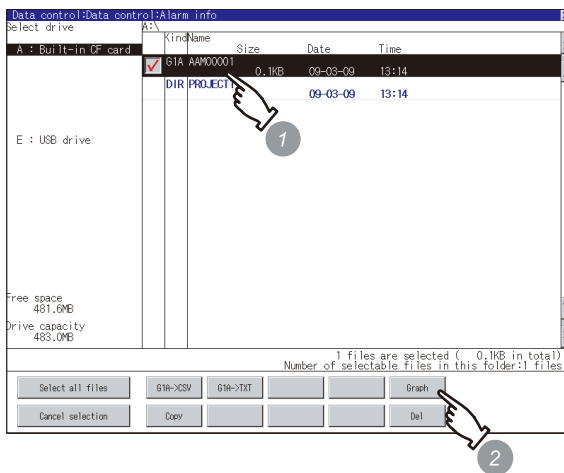 Data control:Data control:Alarm info
Select drive
A:\
Kind Name
Size Date Time
A : Built-in CF card
G1A AAM00001
0.1KB 09-03-09 13:14
DIR PROJECT1
09-03-09 13:14
1
E : USB drive
Free space
481.6MB
Drive capacity
483.0MB
1 files are selected ( 0.1KB in total)
Number of selectable files in this folder:1 files
Select all files G1A->CSV G1A->TXT Graph
Cancel selection Copy Del
2